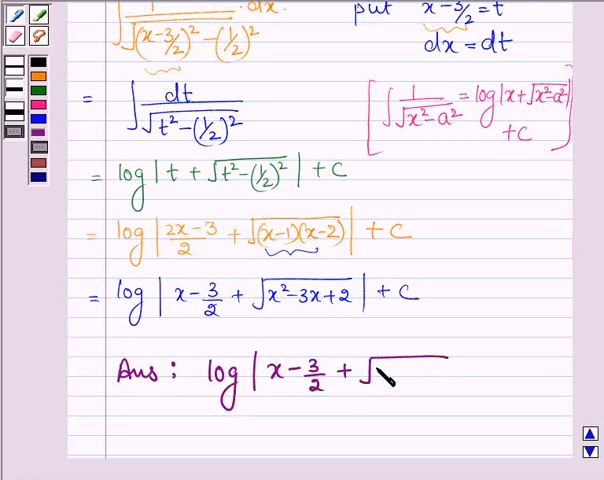 ∫ 1/√((x-3/2)² - (1/2)²) · dx   put x-3/2 = t
dx = dt
= ∫ dt/√(t² - (1/2)²)   [∫ 1/√(x²-a²) = log|x+√(x²-a²)| + C]
= log | t + √(t² - (1/2)²) | + C
= log | (2x-3)/2 + √((x-1)(x-2)) | + C
= log | x - 3/2 + √(x²-3x+2) | + C
Ans : log | x - 3/2 + √